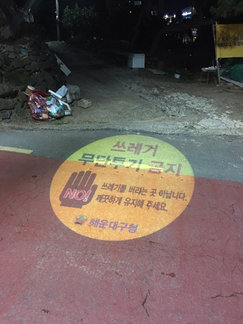 쓰레거
무단투기 금지
NO!
쓰레기를 버리는 곳 아닙니다.
깨끗하게 유지해 주세요.
해운대구청